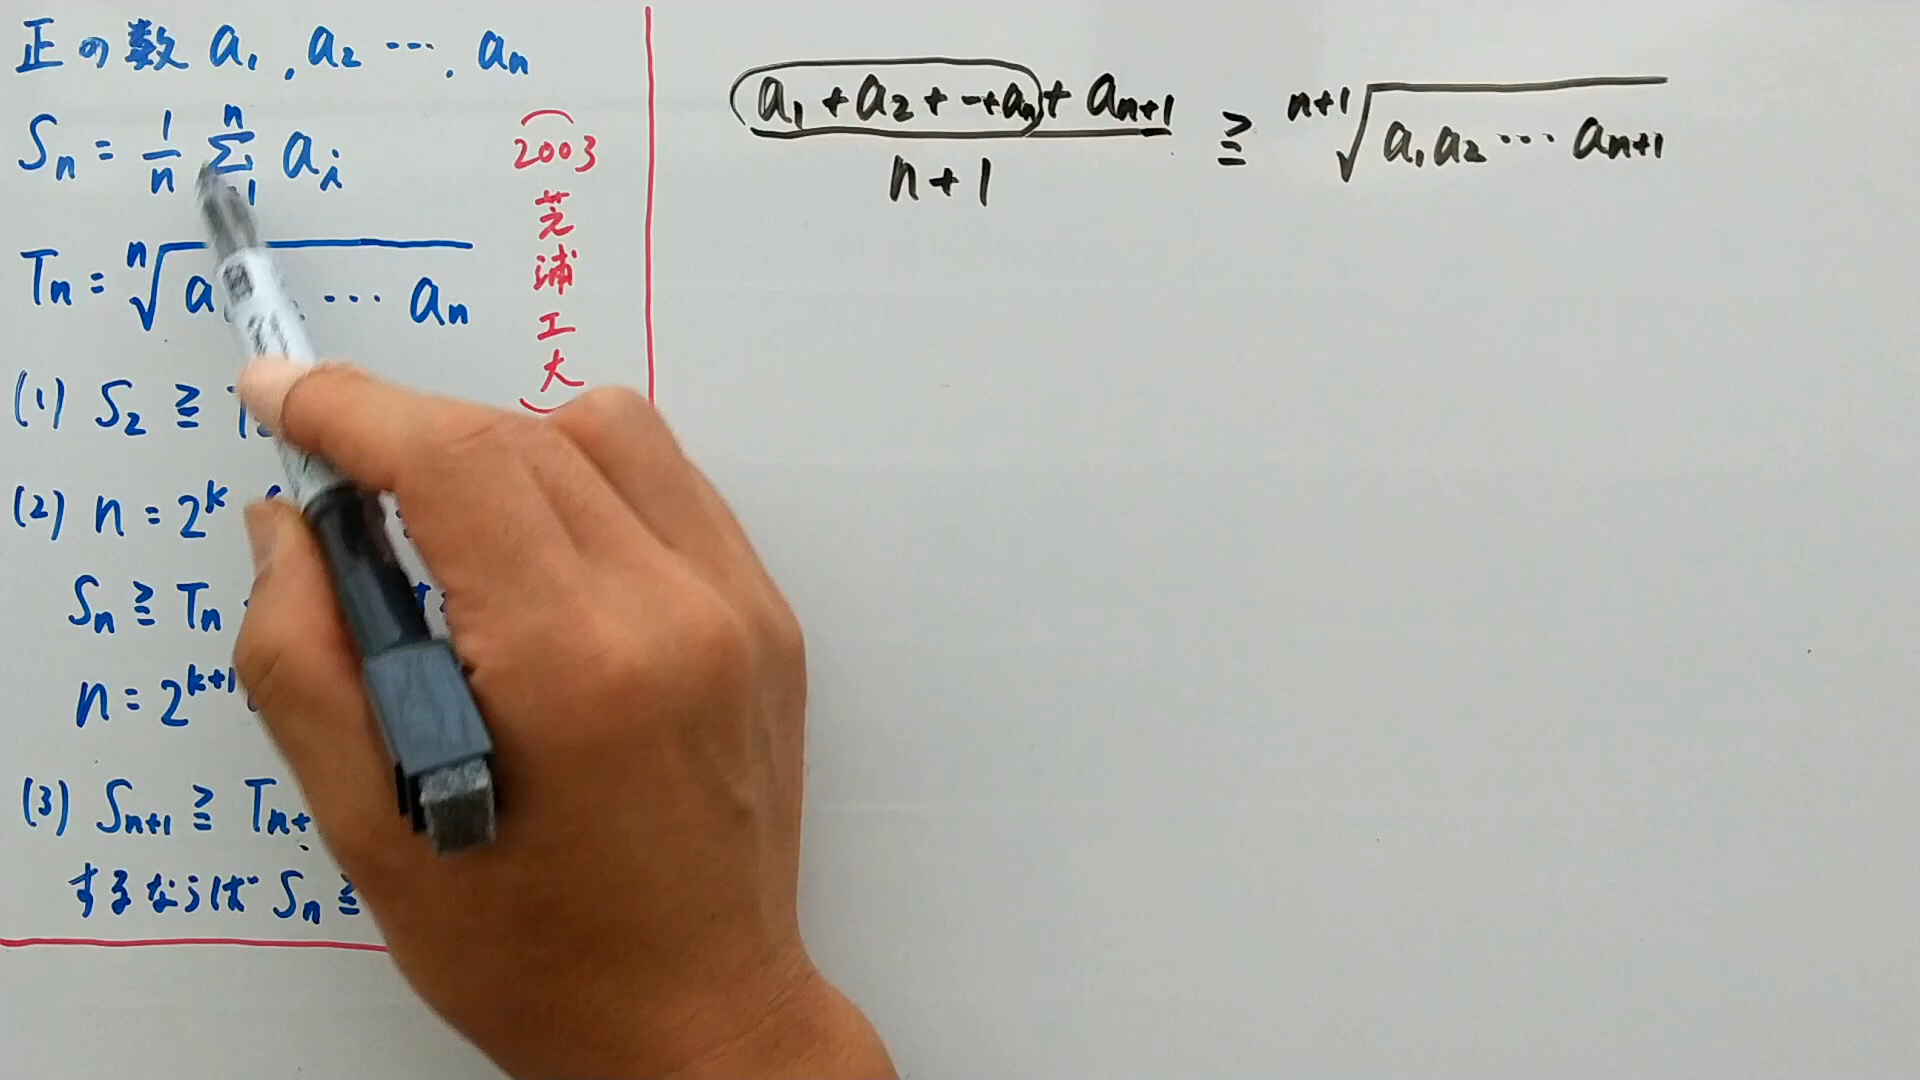 正の数 a₁, a₂ …, aₙ
Sₙ = 1/n Σ aᵢ
Tₙ = ⁿ√a … aₙ
(1) S₂ ≧
(2) n = 2ᵏ
Sₙ ≧ Tₙ
n = 2ᵏ⁺¹
(3) Sₙ₊₁ ≧ Tₙ₊
するならば Sₙ ≧
(2003 芝浦工大)
(a₁ + a₂ + … + aₙ + aₙ₊₁)/(n+1) ≧ ⁿ⁺¹√a₁a₂…aₙ₊₁